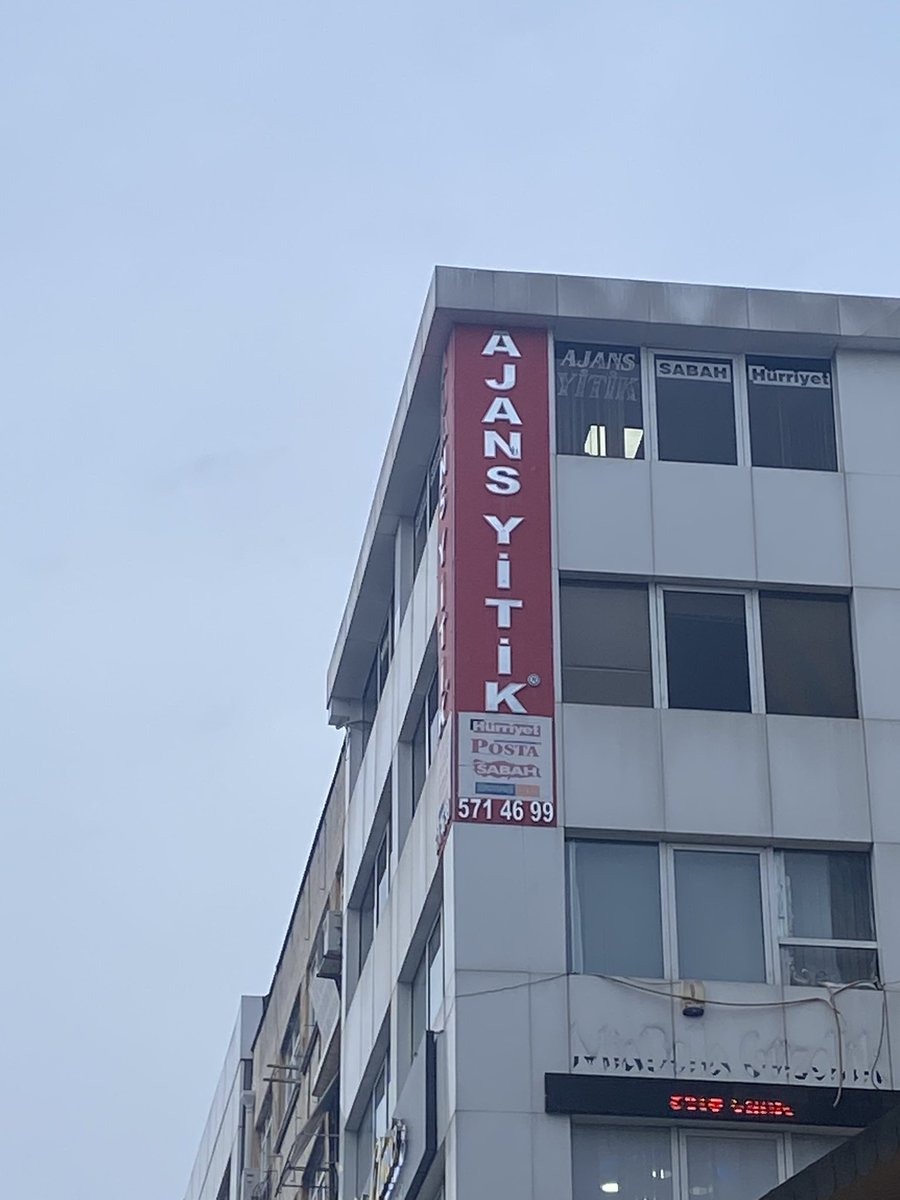 AJANS YİTİK
Hürriyet
POSTA
SABAH
571 46 99
AJANS
YİTİK
SABAH
Hürriyet